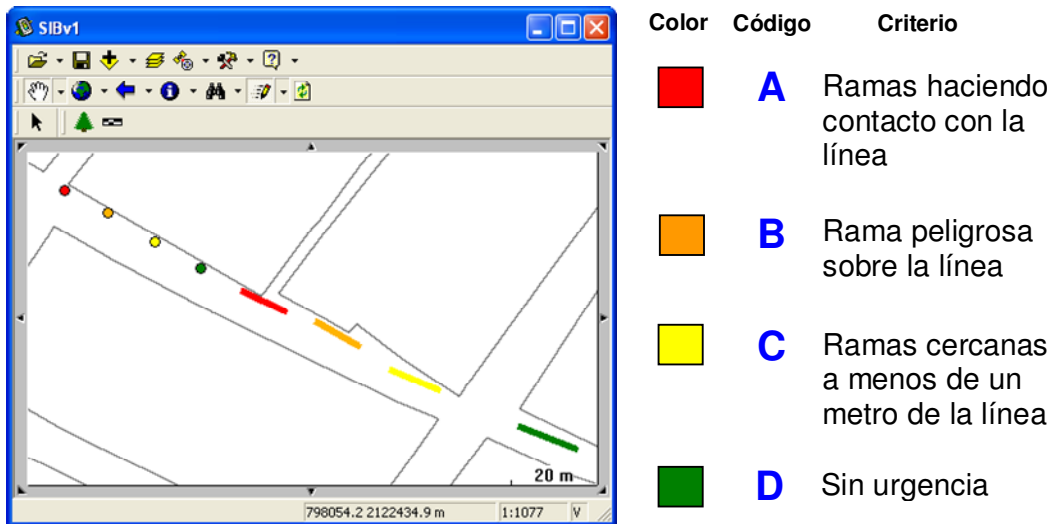 SIBv1
20 m
798054.2 2122434.9 m 1:1077 V
Color Código Criterio
A Ramas haciendo
contacto con la
línea
B Rama peligrosa
sobre la línea
C Ramas cercanas
a menos de un
metro de la línea
D Sin urgencia